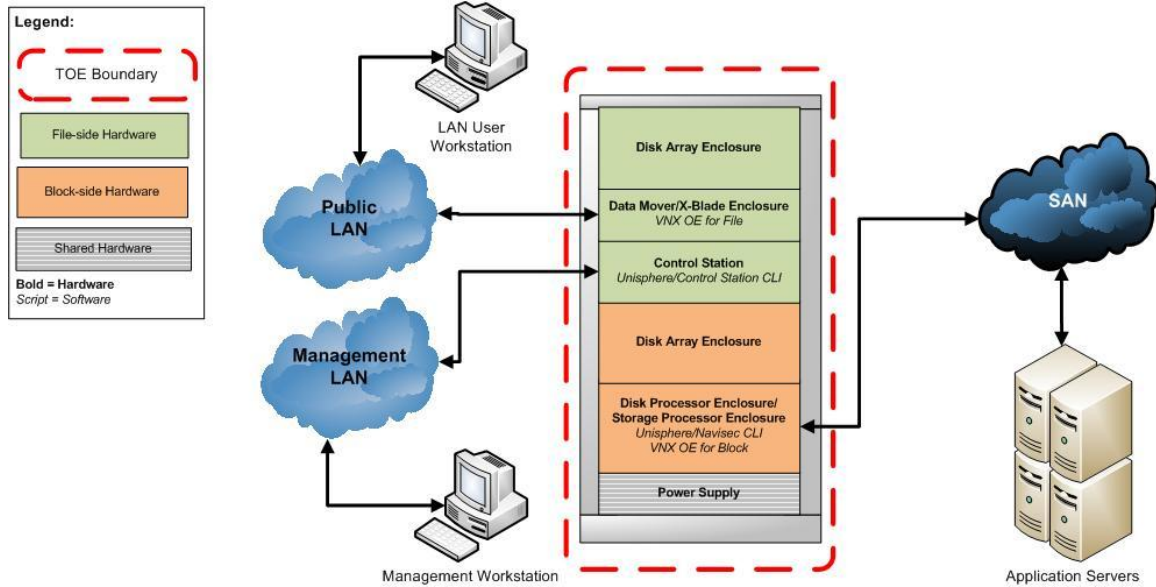 Legend:
TOE Boundary
File-side Hardware
Block-side Hardware
Shared Hardware
Bold = Hardware
Script = Software
LAN User
Workstation
Public
LAN
Management
LAN
Management Workstation
Disk Array Enclosure
Data Mover/X-Blade Enclosure
VNX OE for File
Control Station
Unisphere/Control Station CLI
Disk Array Enclosure
Disk Processor Enclosure/
Storage Processor Enclosure
Unisphere/Navisec CLI
VNX OE for Block
Power Supply
SAN
Application Servers